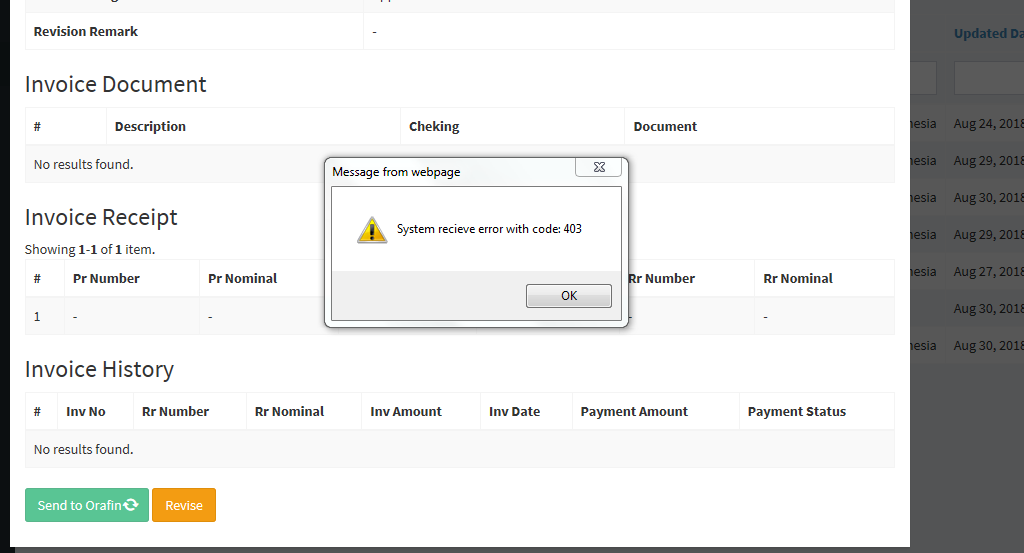 Revision Remark -
Updated Da
Invoice Document
# Description Cheking Document
No results found.
nesia Aug 24, 2018
nesia Aug 29, 2018
nesia Aug 30, 2018
nesia Aug 29, 2018
nesia Aug 27, 2018
Aug 30, 2018
nesia Aug 30, 2018
Message from webpage
System recieve error with code: 403
OK
Invoice Receipt
Showing 1-1 of 1 item.
# Pr Number Pr Nominal Rr Number Rr Nominal
1 - - - -
Invoice History
# Inv No Rr Number Rr Nominal Inv Amount Inv Date Payment Amount Payment Status
No results found.
Send to Orafin Revise